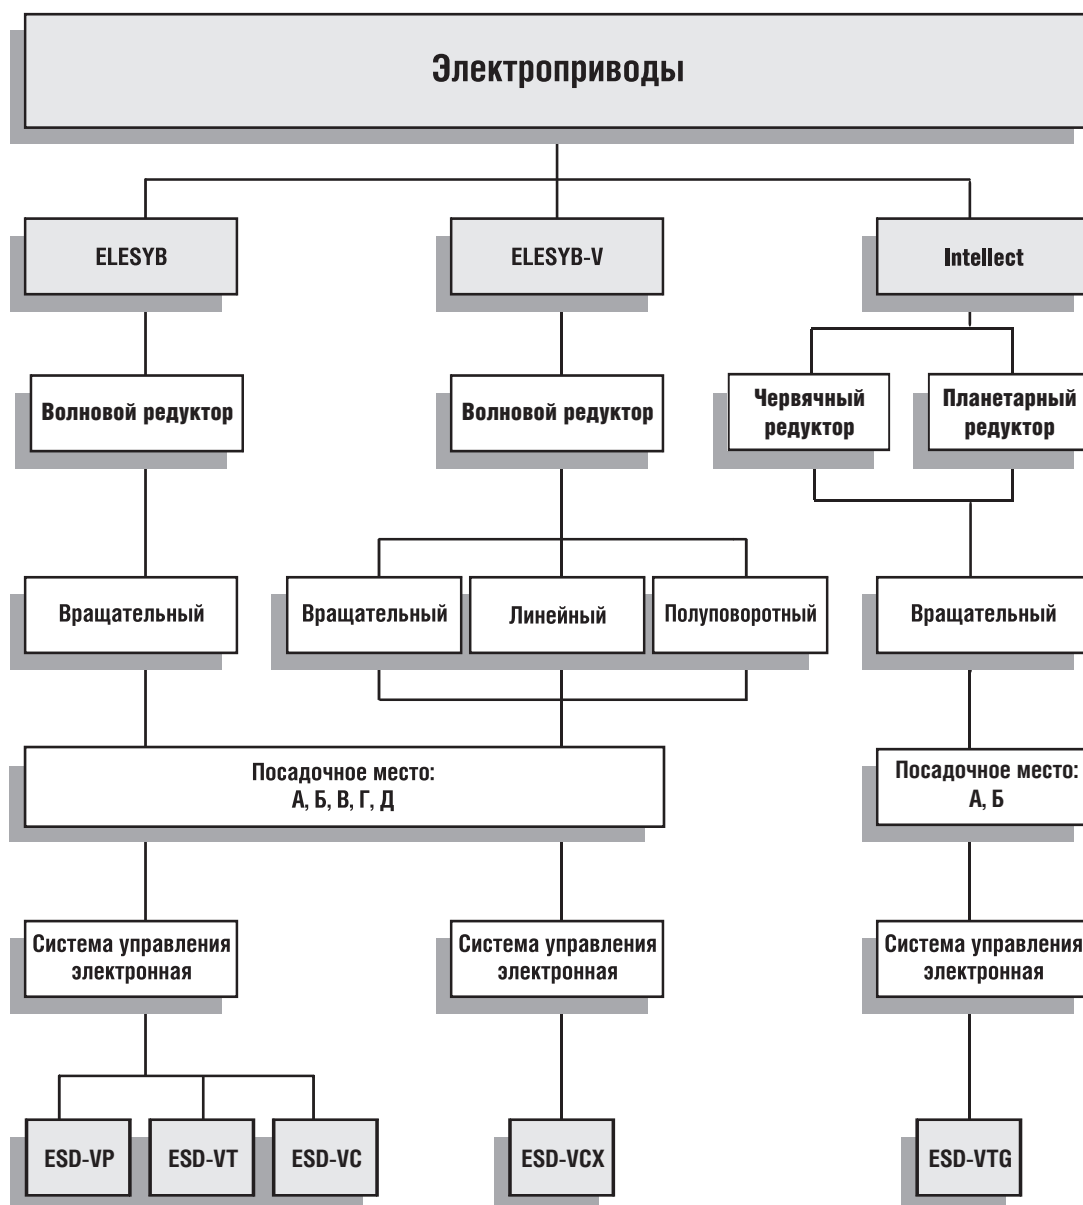 Электроприводы
ELESYB
ELESYB-V
Intellect
Волновой редуктор
Волновой редуктор
Червячный
редуктор
Планетарный
редуктор
Вращательный
Вращательный
Линейный
Полуповоротный
Вращательный
Посадочное место:
А, Б, В, Г, Д
Посадочное место:
А, Б
Система управления
электронная
Система управления
электронная
Система управления
электронная
ESD-VP
ESD-VT
ESD-VC
ESD-VCX
ESD-VTG